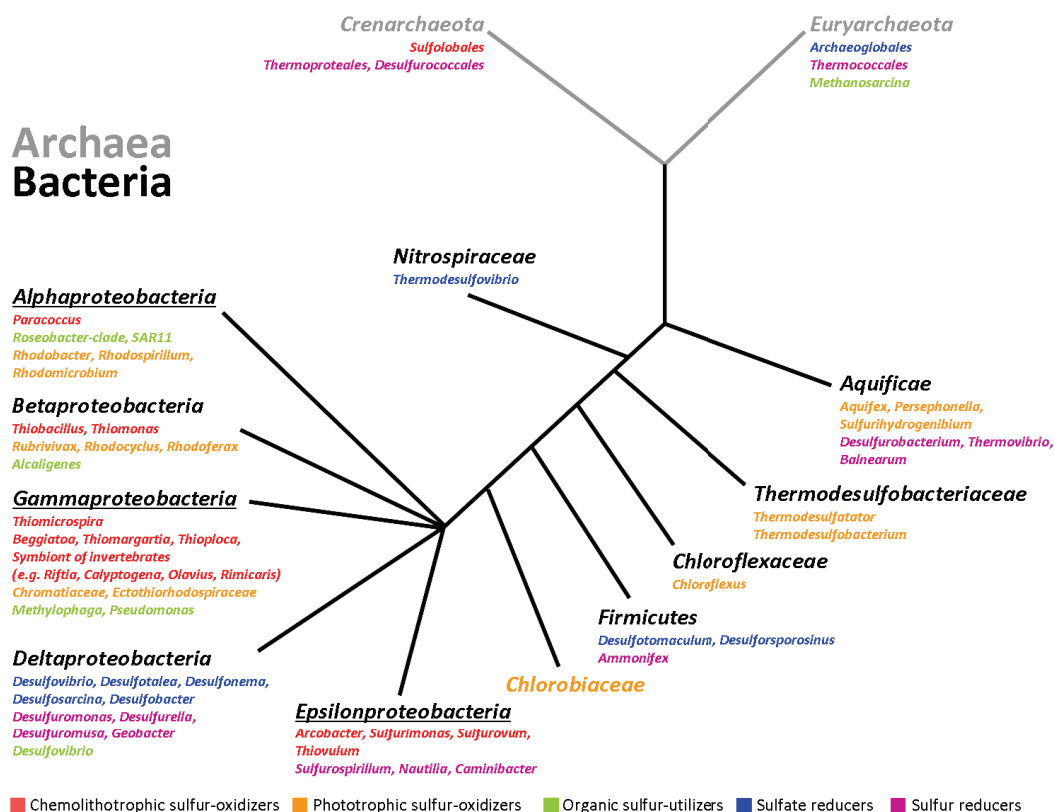 Crenarchaeota
Sulfolobales
Thermoproteales, Desulfurococcales
Euryarchaeota
Archaeoglobales
Thermococcales
Methanosarcina
Archaea
Bacteria
Nitrospiraceae
Thermodesulfovibrio
Alphaproteobacteria
Paracoccus
Roseobacter-clade, SAR11
Rhodobacter, Rhodospirillum,
Rhodomicrobium
Betaproteobacteria
Thiobacillus, Thiomonas
Rubrivivax, Rhodocyclus, Rhodoferax
Alcaligenes
Gammaproteobacteria
Thiomicrospira
Beggiatoa, Thiomargartia, Thioploca,
Symbiont of invertebrates
(e.g. Riftia, Calyptogena, Olavius, Rimicaris)
Chromatiaceae, Ectothiorhodospiraceae
Methylophaga, Pseudomonas
Deltaproteobacteria
Desulfovibrio, Desulfotalea, Desulfonema,
Desulfosarcina, Desulfobacter
Desulfuromonas, Desulfurella,
Desulfuromusa, Geobacter
Desulfovibrio
Epsilonproteobacteria
Arcobacter, Sulfurimonas, Sulfurovum,
Thiovulum
Sulfurospirillum, Nautilia, Caminibacter
Chlorobiaceae
Firmicutes
Desulfotomaculum, Desulforsporosinus
Ammonifex
Chloroflexaceae
Chloroflexus
Thermodesulfobacteriaceae
Thermodesulfatator
Thermodesulfobacterium
Aquificae
Aquifex, Persephonella,
Sulfurihydrogenibium
Desulfurobacterium, Thermovibrio,
Balnearum
Chemolithotrophic sulfur-oxidizers
Phototrophic sulfur-oxidizers
Organic sulfur-utilizers
Sulfate reducers
Sulfur reducers